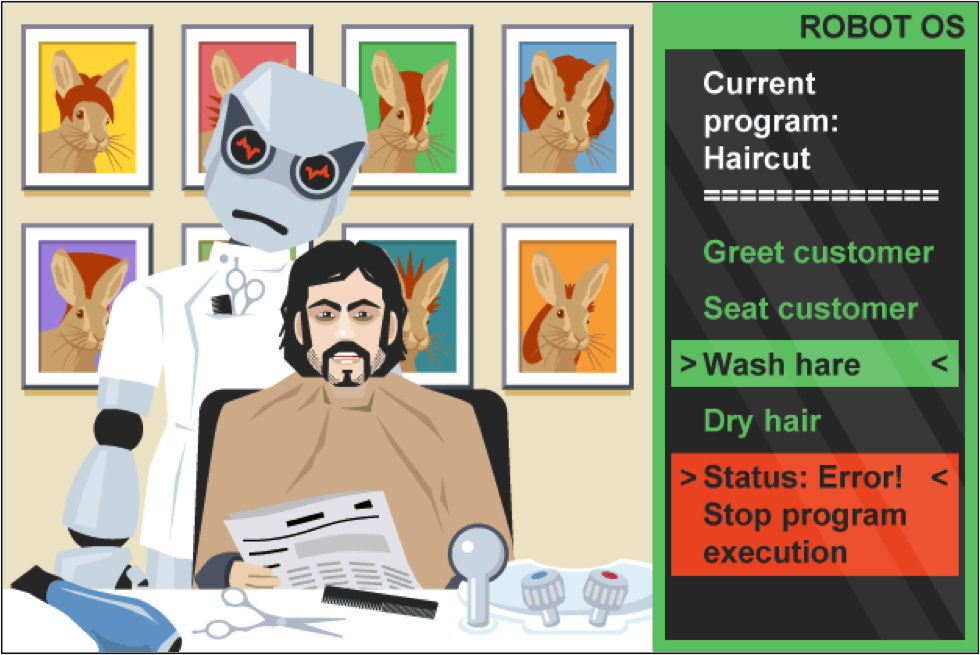 ROBOT OS
Current
program:
Haircut
=============
Greet customer
Seat customer
> Wash hare <
Dry hair
> Status: Error! <
Stop program
execution